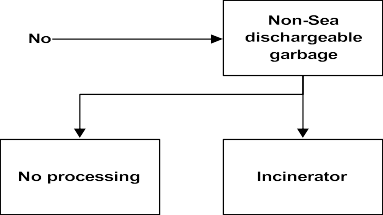 Non-Sea
dischargeable
garbage
No
No processing
Incinerator